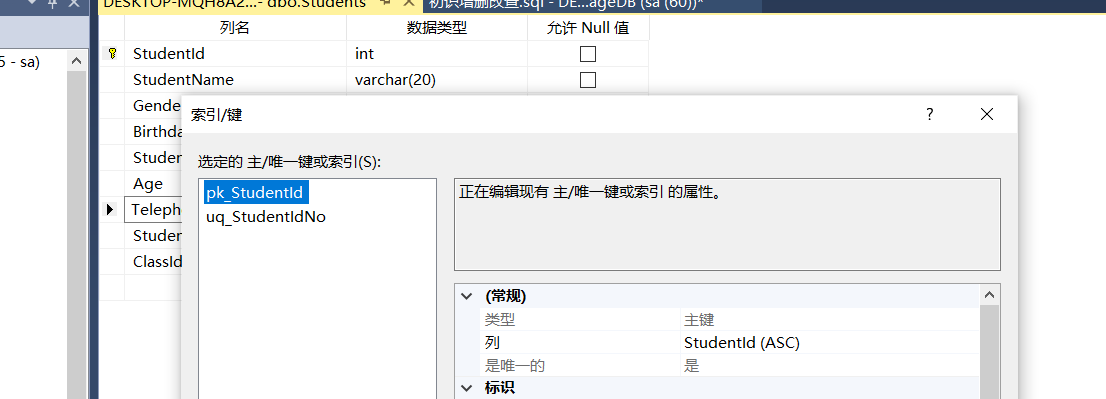 DESKTOP-MQH8A2...- dbo.Students 初识增删改查.sql - DE...ageDB (sa (60))*
列名 数据类型 允许 Null 值
5 - sa)
StudentId int
StudentName varchar(20)
Gende
Birthda
Studen
Age
Teleph
Studen
ClassId
索引/键 ?
选定的 主/唯一键或索引(S):
pk_StudentId
uq_StudentIdNo
正在编辑现有 主/唯一键或索引 的属性。
(常规)
类型 主键
列 StudentId (ASC)
是唯一的 是
标识